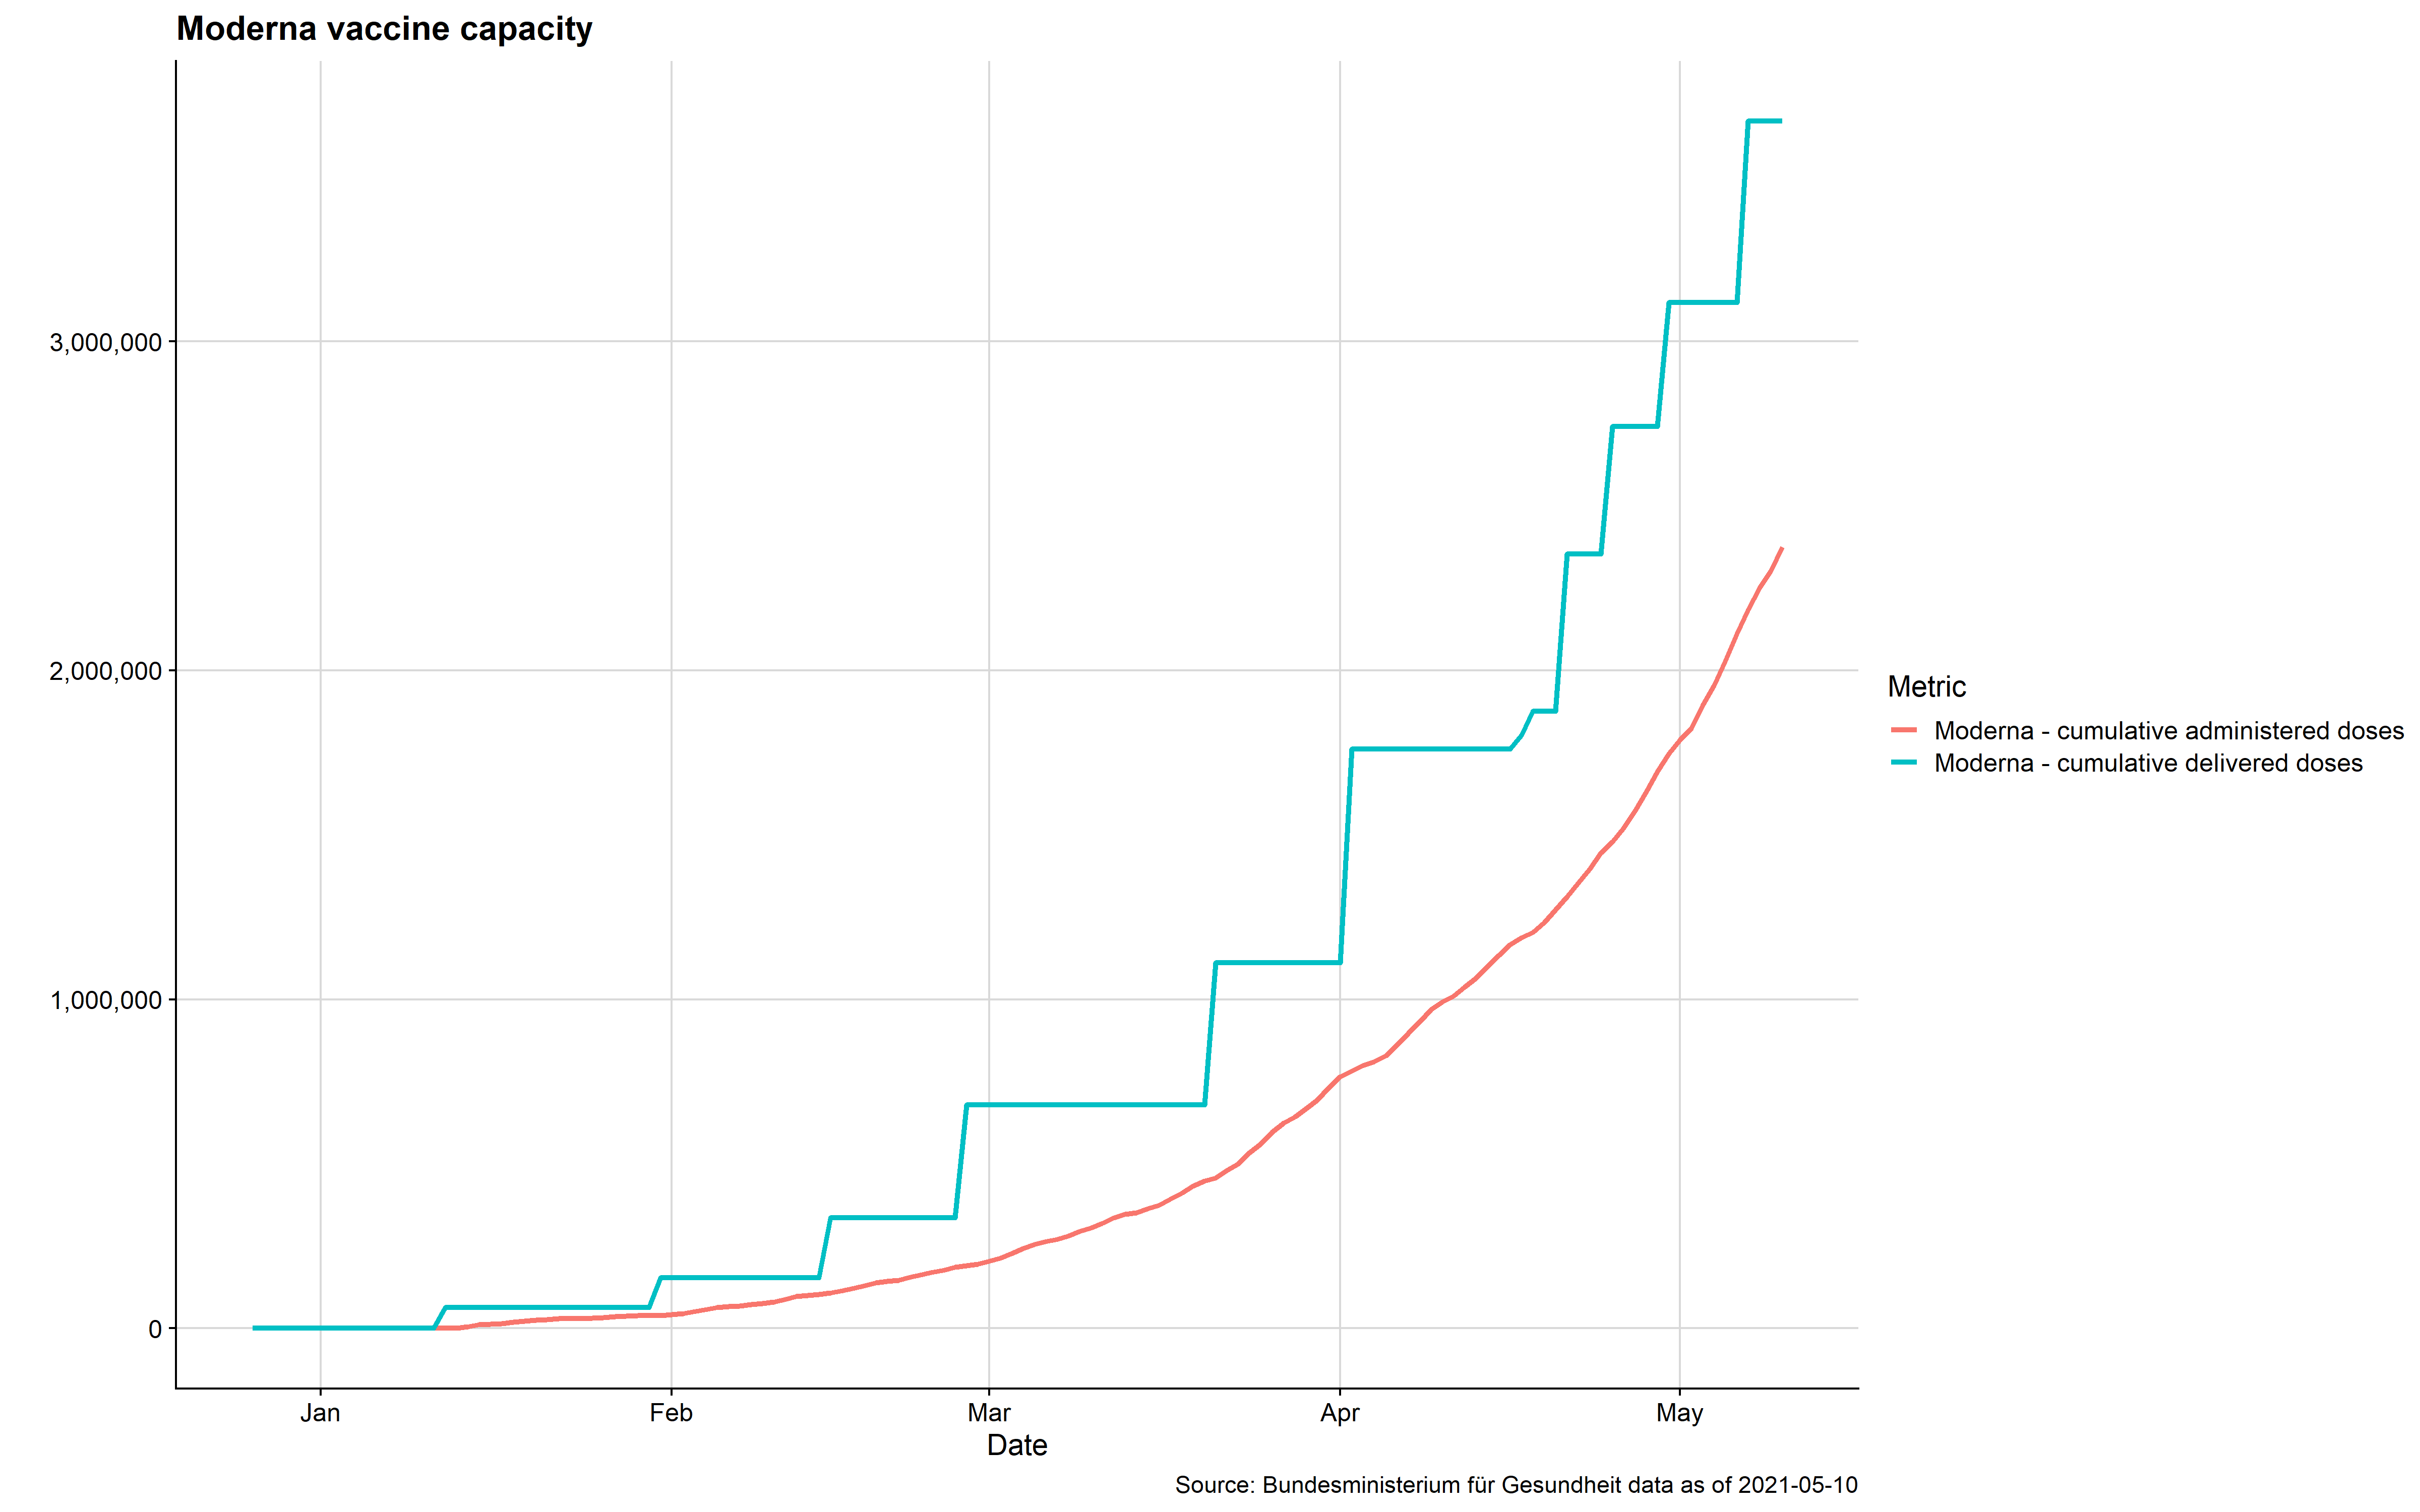 Moderna vaccine capacity
3,000,000
2,000,000
1,000,000
0
Jan Feb Mar Apr May
Date
Metric
Moderna - cumulative administered doses
Moderna - cumulative delivered doses
Source: Bundesministerium für Gesundheit data as of 2021-05-10